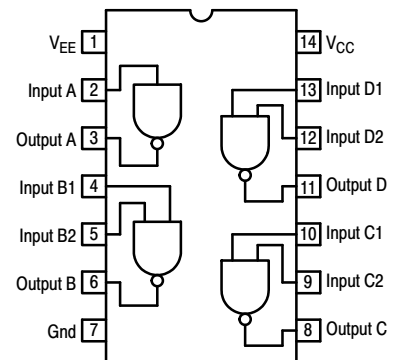 VEE 1
14 VCC
Input A 2
13 Input D1
Output A 3
12 Input D2
Input B1 4
11 Output D
Input B2 5
10 Input C1
Output B 6
9 Input C2
Gnd 7
8 Output C